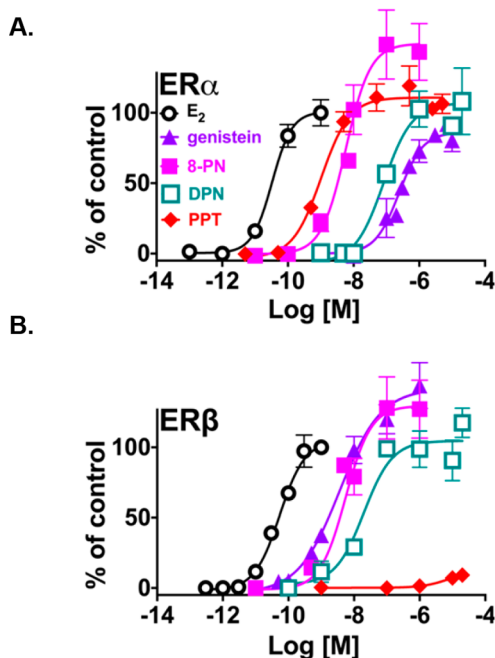 A.
ERα
E2
genistein
8-PN
DPN
PPT
% of control
100
50
0
-14 -12 -10 -8 -6 -4
Log [M]
B.
ERβ
% of control
100
50
0
-14 -12 -10 -8 -6 -4
Log [M]